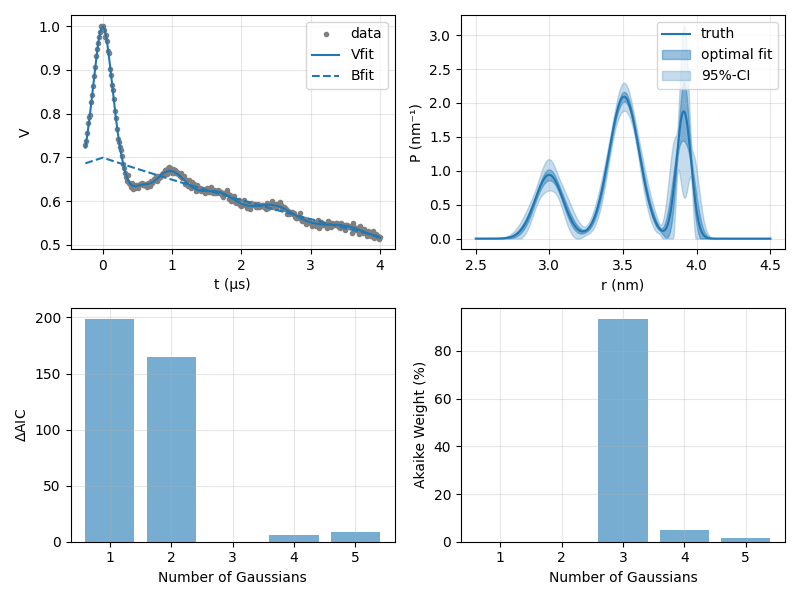 1.0
0.9
0.8
0.7
0.6
0.5
V
data
Vfit
Bfit
0 1 2 3 4
t (μs)
3.0
2.5
2.0
1.5
1.0
0.5
0.0
P (nm⁻¹)
truth
optimal fit
95%-CI
2.5 3.0 3.5 4.0 4.5
r (nm)
200
150
100
50
0
ΔAIC
1 2 3 4 5
Number of Gaussians
80
60
40
20
0
Akaike Weight (%)
1 2 3 4 5
Number of Gaussians